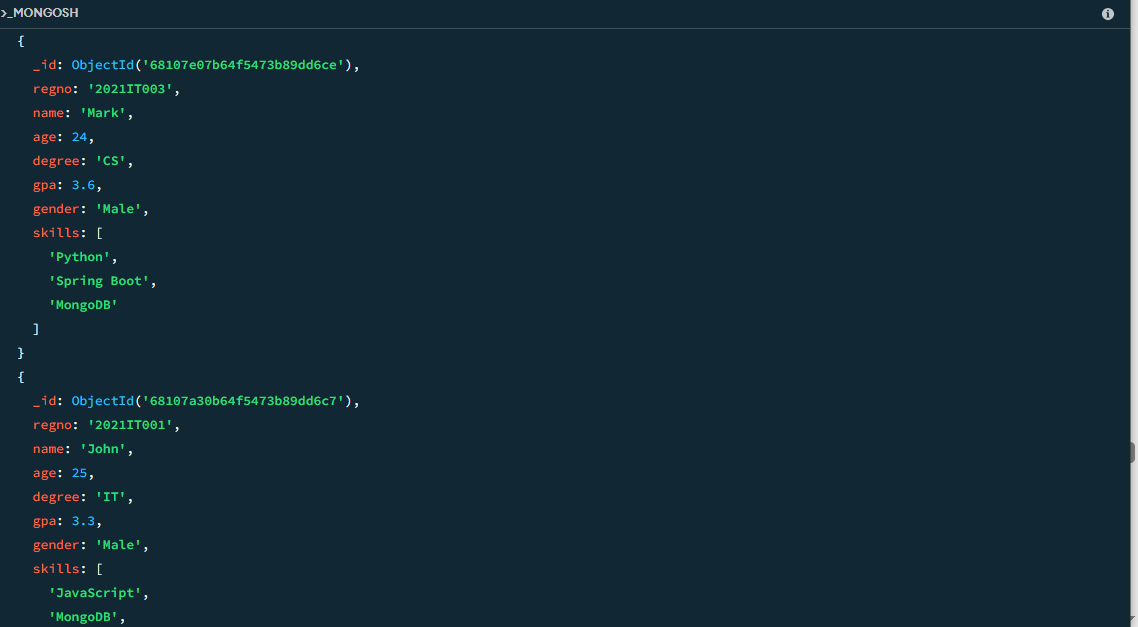 >_MONGOSH
{
_id: ObjectId('68107e07b64f5473b89dd6ce'),
regno: '2021IT003',
name: 'Mark',
age: 24,
degree: 'CS',
gpa: 3.6,
gender: 'Male',
skills: [
'Python',
'Spring Boot',
'MongoDB'
]
}
{
_id: ObjectId('68107a30b64f5473b89dd6c7'),
regno: '2021IT001',
name: 'John',
age: 25,
degree: 'IT',
gpa: 3.3,
gender: 'Male',
skills: [
'JavaScript',
'MongoDB',